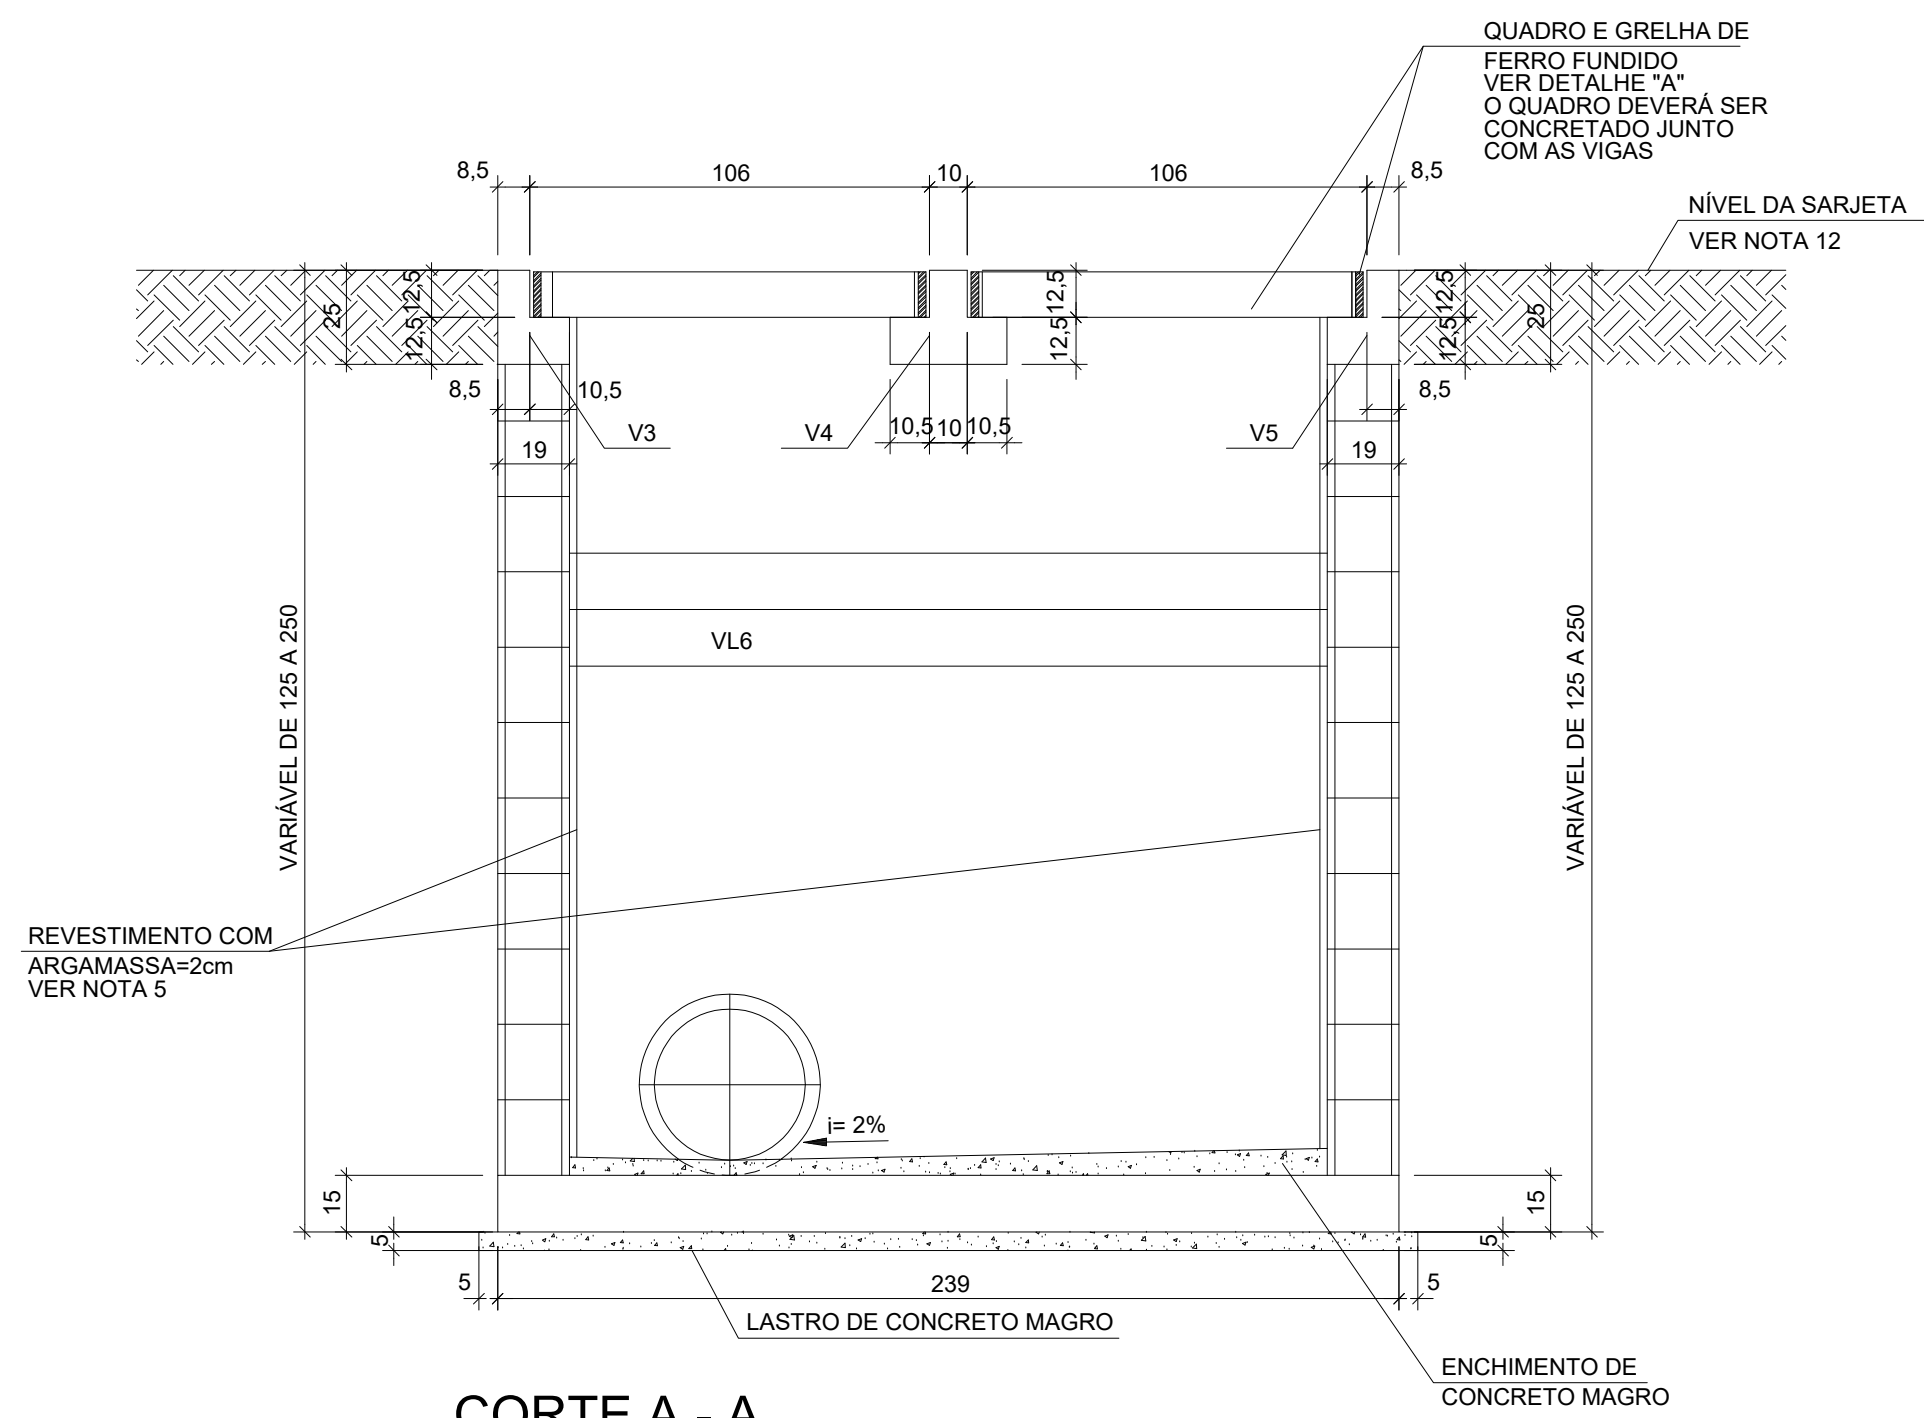 QUADRO E GRELHA DE
FERRO FUNDIDO
VER DETALHE "A"
O QUADRO DEVERÁ SER
CONCRETADO JUNTO
COM AS VIGAS
8,5
106
10
106
8,5
NÍVEL DA SARJETA
VER NOTA 12
25
12,5
12,5
12,5
12,5
12,5
12,5
25
8,5
10,5
V3
V4
10,5
10
10,5
V5
8,5
19
19
VARIÁVEL DE 125 A 250
VL6
VARIÁVEL DE 125 A 250
REVESTIMENTO COM
ARGAMASSA=2cm
VER NOTA 5
i= 2%
15
15
5
5
5
239
5
LASTRO DE CONCRETO MAGRO
ENCHIMENTO DE
CONCRETO MAGRO
CORTE A - A